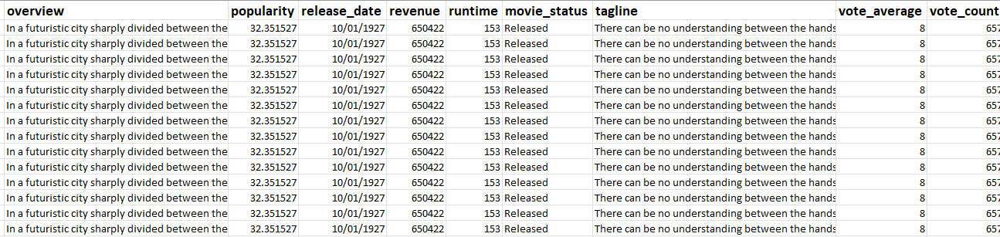 overview popularity release_date revenue runtime movie_status tagline vote_average vote_count
In a futuristic city sharply divided between the 32.351527 10/01/1927 650422 153 Released There can be no understanding between the hands 8 657
In a futuristic city sharply divided between the 32.351527 10/01/1927 650422 153 Released There can be no understanding between the hands 8 657
In a futuristic city sharply divided between the 32.351527 10/01/1927 650422 153 Released There can be no understanding between the hands 8 657
In a futuristic city sharply divided between the 32.351527 10/01/1927 650422 153 Released There can be no understanding between the hands 8 657
In a futuristic city sharply divided between the 32.351527 10/01/1927 650422 153 Released There can be no understanding between the hands 8 657
In a futuristic city sharply divided between the 32.351527 10/01/1927 650422 153 Released There can be no understanding between the hands 8 657
In a futuristic city sharply divided between the 32.351527 10/01/1927 650422 153 Released There can be no understanding between the hands 8 657
In a futuristic city sharply divided between the 32.351527 10/01/1927 650422 153 Released There can be no understanding between the hands 8 657
In a futuristic city sharply divided between the 32.351527 10/01/1927 650422 153 Released There can be no understanding between the hands 8 657
In a futuristic city sharply divided between the 32.351527 10/01/1927 650422 153 Released There can be no understanding between the hands 8 657
In a futuristic city sharply divided between the 32.351527 10/01/1927 650422 153 Released There can be no understanding between the hands 8 657
In a futuristic city sharply divided between the 32.351527 10/01/1927 650422 153 Released There can be no understanding between the hands 8 657
In a futuristic city sharply divided between the 32.351527 10/01/1927 650422 153 Released There can be no understanding between the hands 8 657
In a futuristic city sharply divided between the 32.351527 10/01/1927 650422 153 Released There can be no understanding between the hands 8 657